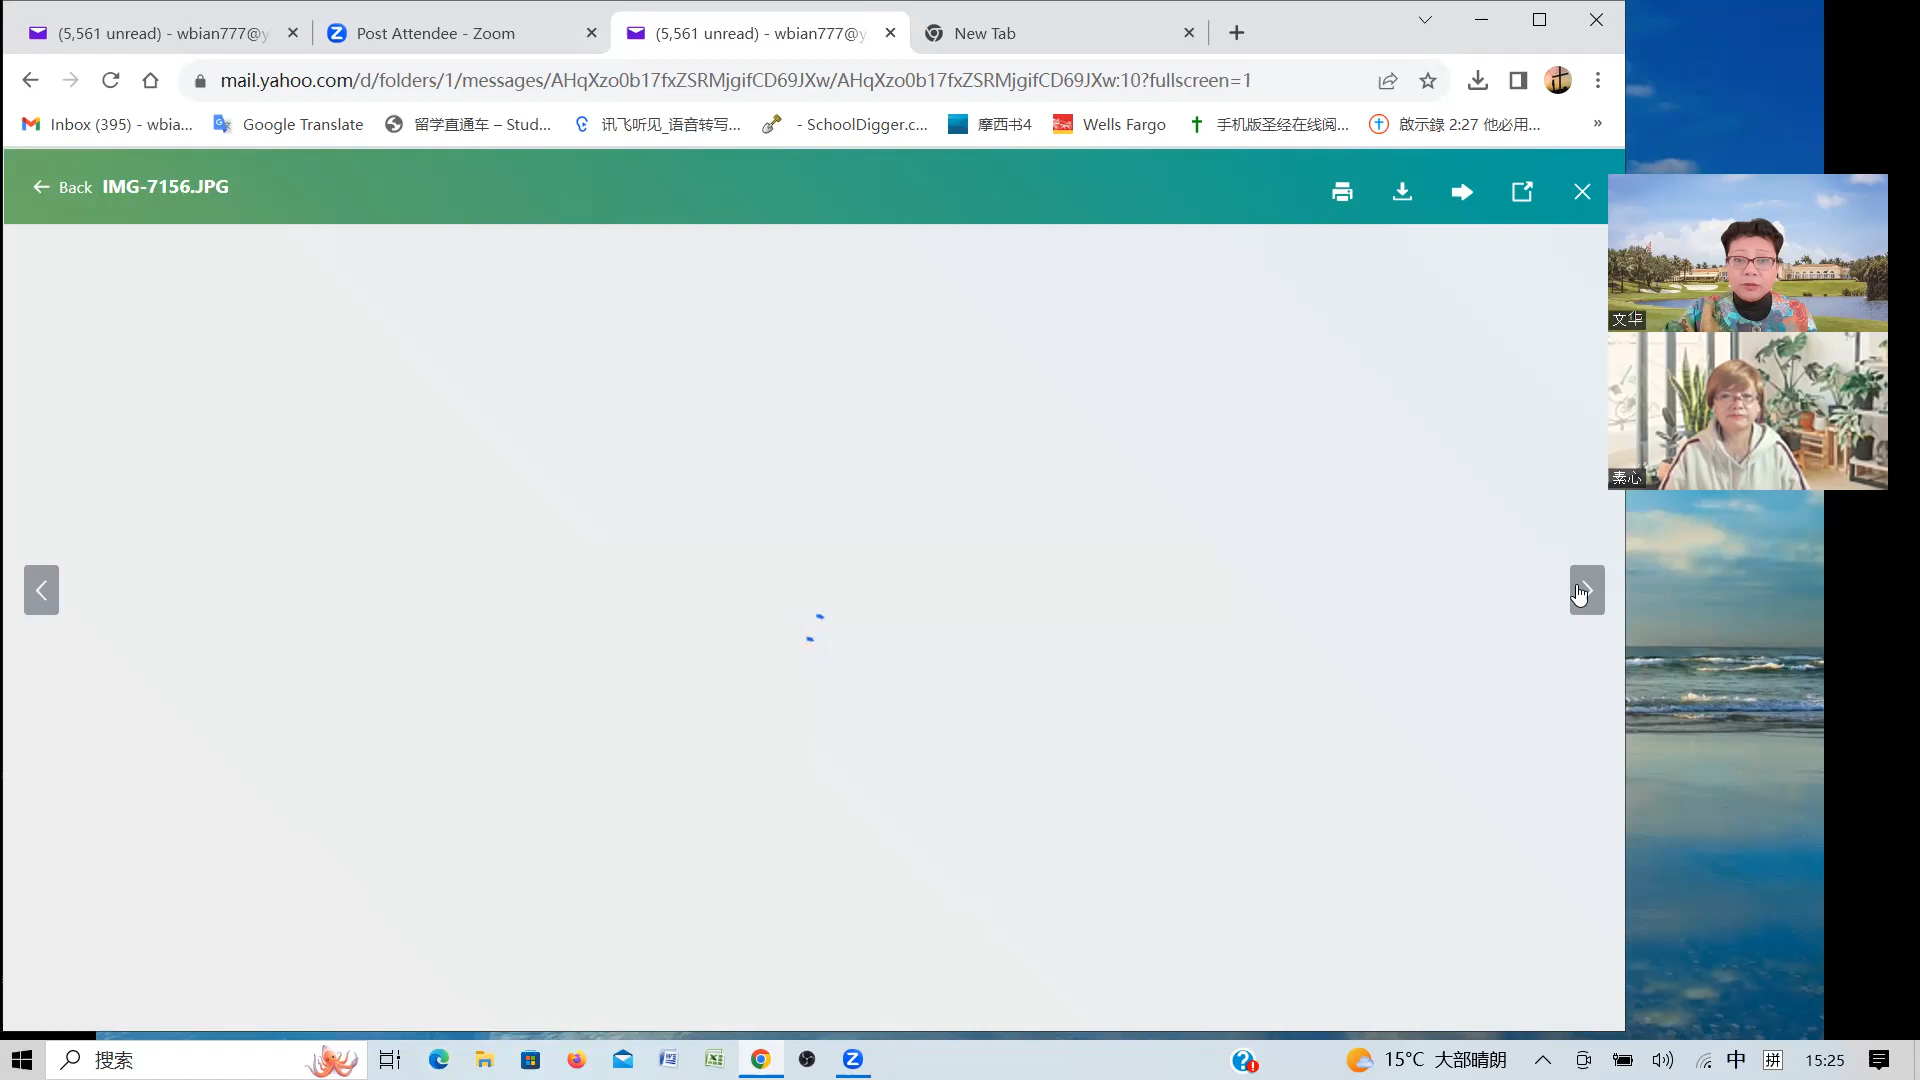 (5,561 unread) - wbian777@y
Post Attendee - Zoom
(5,561 unread) - wbian777@y
New Tab
mail.yahoo.com/d/folders/1/messages/AHqXzo0b17fxZSRMjgifCD69JXw/AHqXzo0b17fxZSRMjgifCD69JXw:10?fullscreen=1
Inbox (395) - wbia...
Google Translate
留学直通车 – Stud...
讯飞听见_语音转写...
- SchoolDigger.c...
摩西书4
Wells Fargo
手机版圣经在线阅...
啟示錄 2:27 他必用...
»
Back IMG-7156.JPG
文华
素心
搜索
15°C 大部晴朗
中
拼
15:25